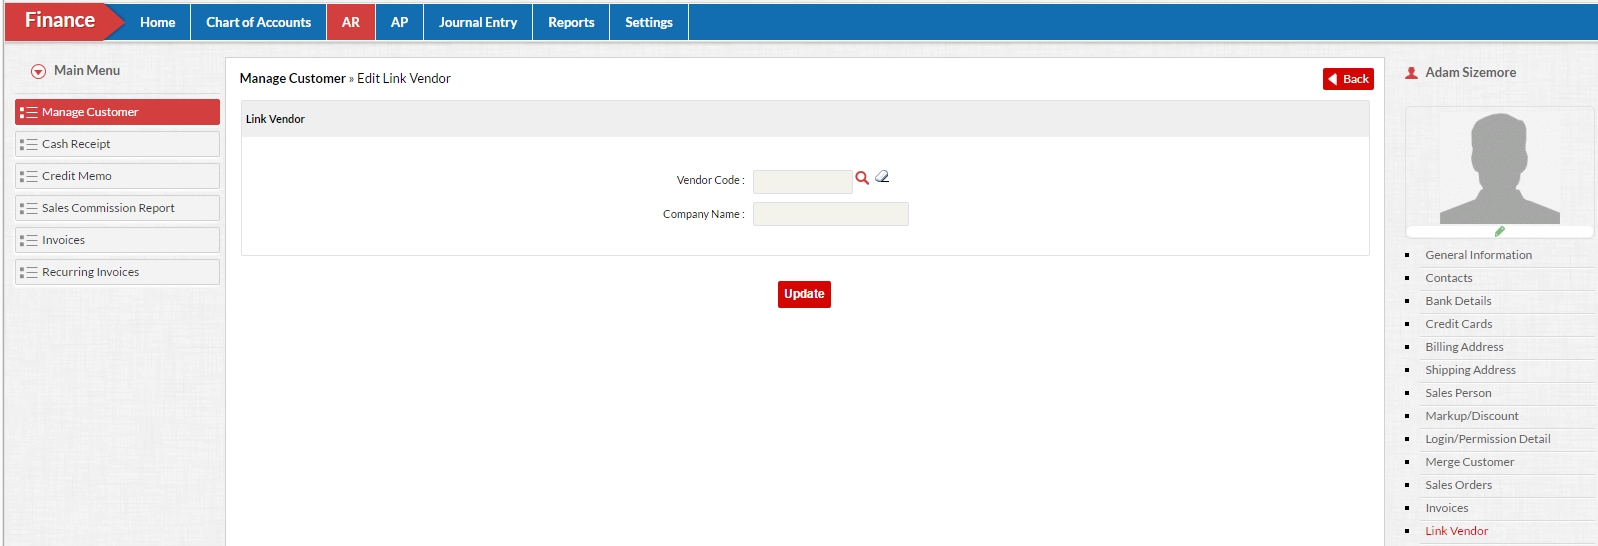 Finance Home Chart of Accounts AR AP Journal Entry Reports Settings
Main Menu
Manage Customer
Cash Receipt
Credit Memo
Sales Commission Report
Invoices
Recurring Invoices
Manage Customer » Edit Link Vendor
Back
Link Vendor
Vendor Code :
Company Name :
Update
Adam Sizemore
General Information
Contacts
Bank Details
Credit Cards
Billing Address
Shipping Address
Sales Person
Markup/Discount
Login/Permission Detail
Merge Customer
Sales Orders
Invoices
Link Vendor